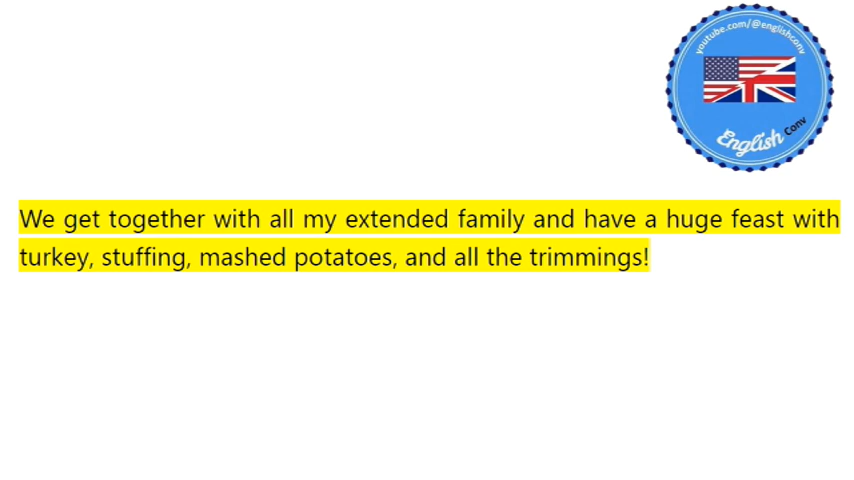 youtube.com/@englishconv
English Conv
We get together with all my extended family and have a huge feast with
turkey, stuffing, mashed potatoes, and all the trimmings!